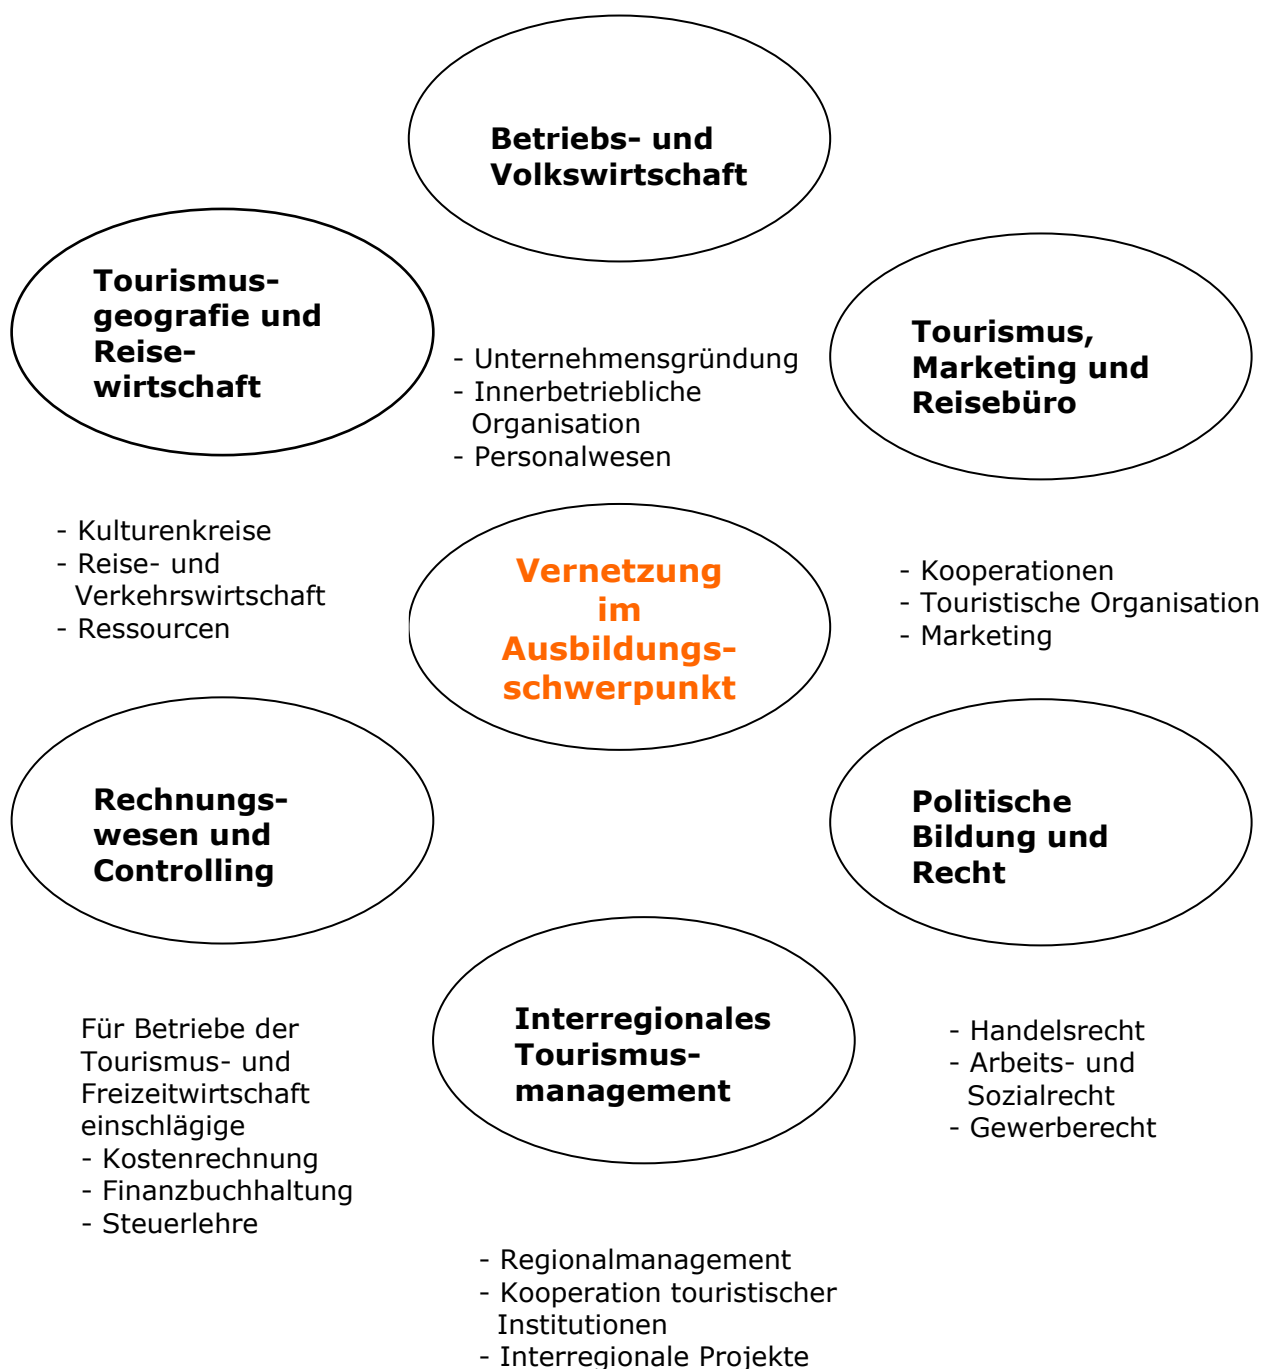 Betriebs- und
Volkswirtschaft
Tourismus-
geografie und
Reise-
wirtschaft
Tourismus,
Marketing und
Reisebüro
- Unternehmensgründung
- Innerbetriebliche
Organisation
- Personalwesen
- Kulturenkreise
- Reise- und
Verkehrswirtschaft
- Ressourcen
Vernetzung
im
Ausbildungs-
schwerpunkt
- Kooperationen
- Touristische Organisation
- Marketing
Rechnungs-
wesen und
Controlling
Politische
Bildung und
Recht
Für Betriebe der
Tourismus- und
Freizeitwirtschaft
einschlägige
- Kostenrechnung
- Finanzbuchhaltung
- Steuerlehre
Interregionales
Tourismus-
management
- Handelsrecht
- Arbeits- und
Sozialrecht
- Gewerberecht
- Regionalmanagement
- Kooperation touristischer
Institutionen
- Interregionale Projekte